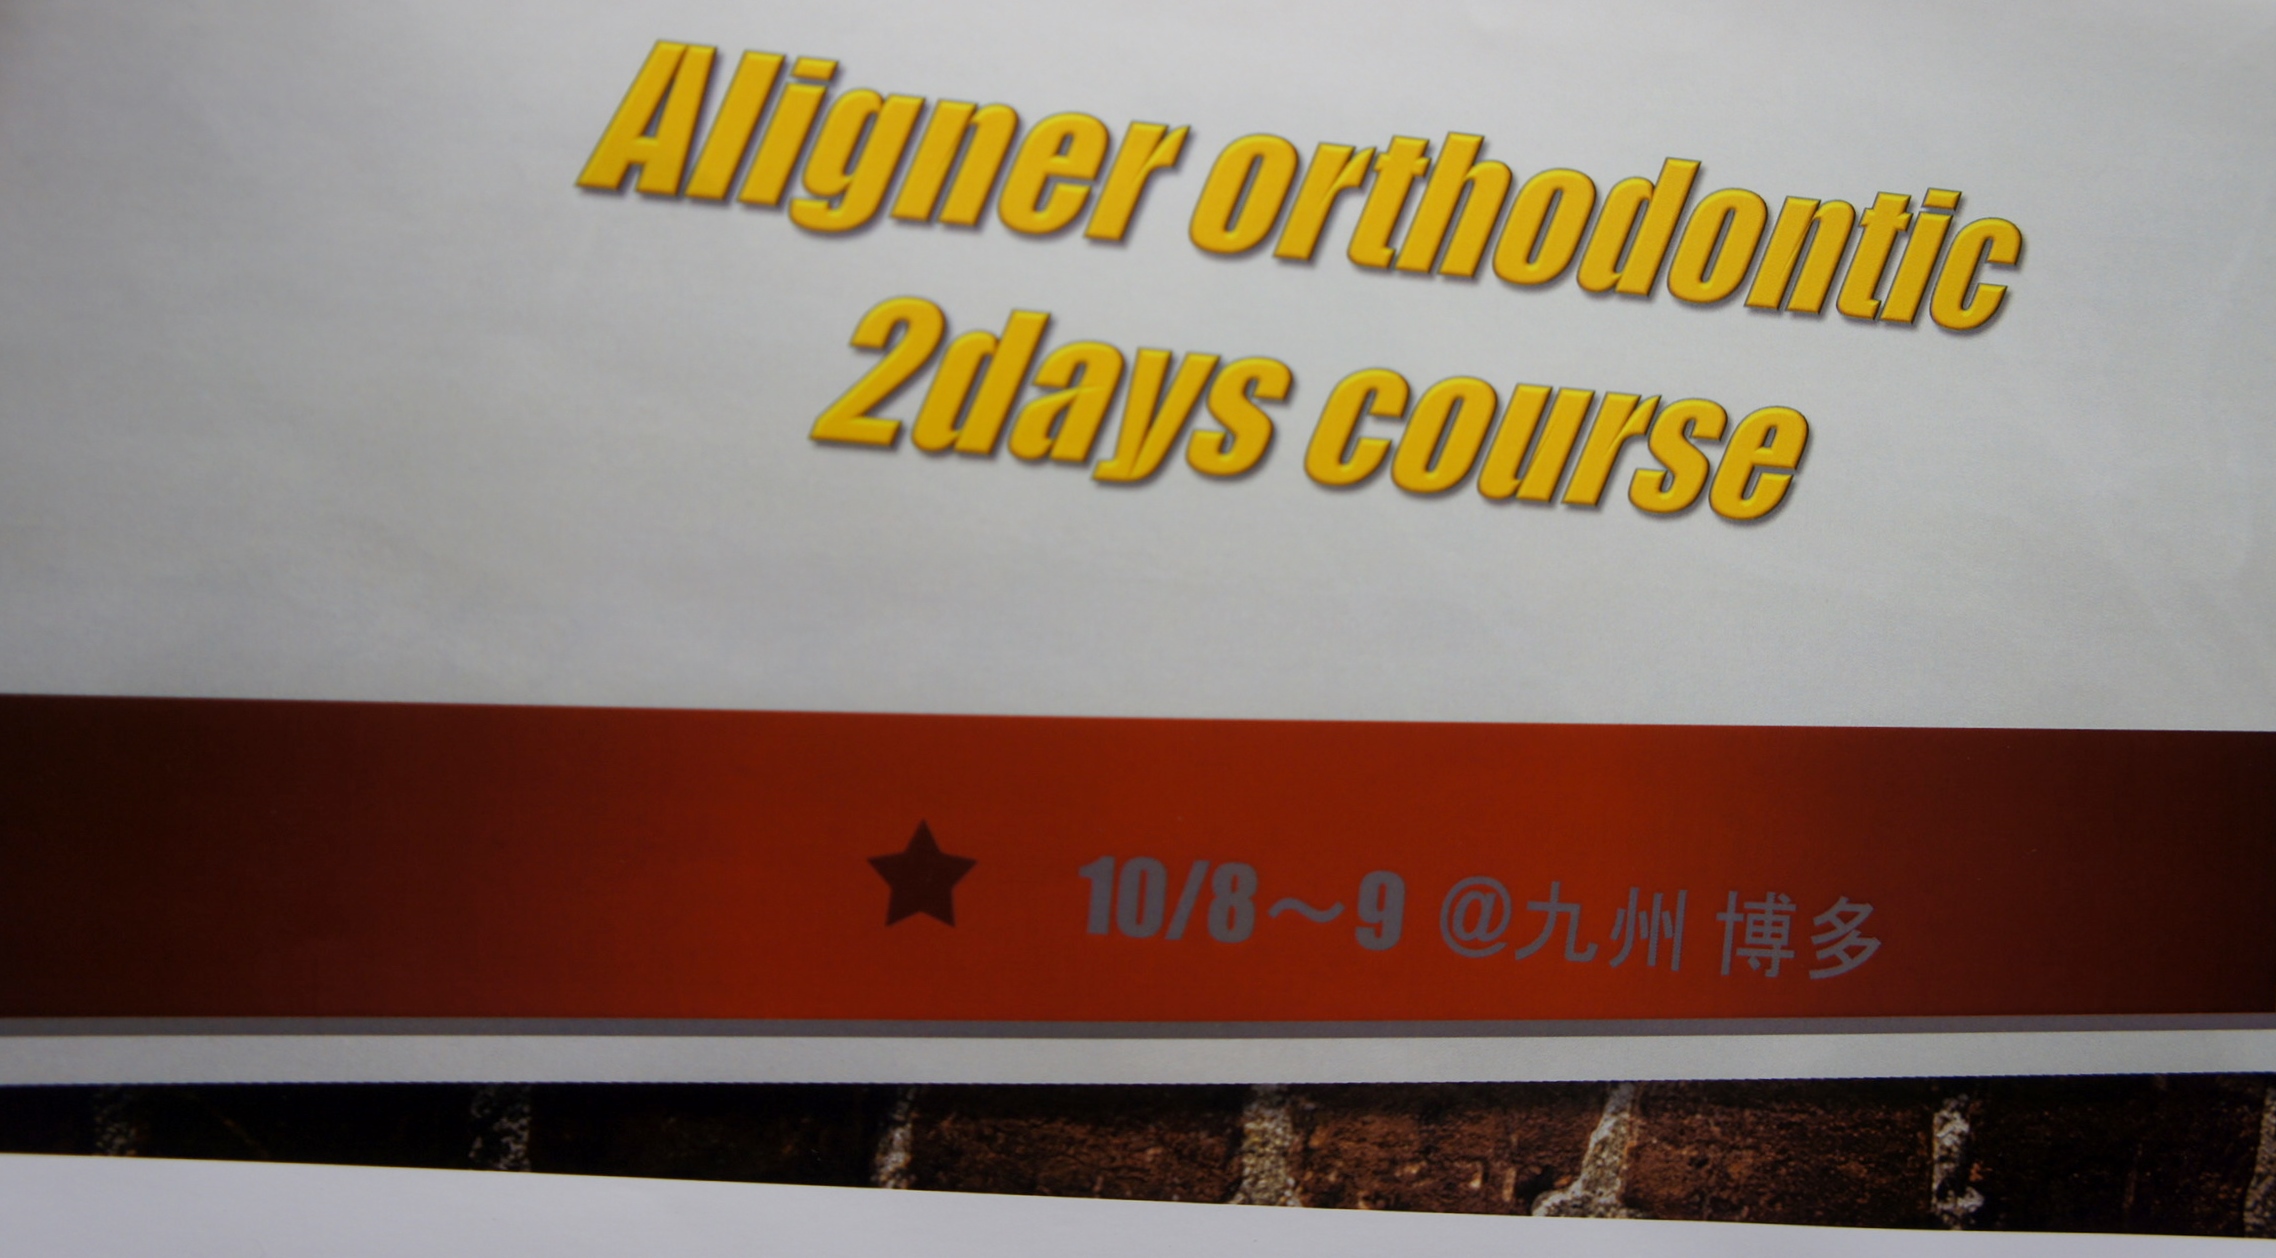 Aligner orthodontic
2days course
★ 10/8～9 @九州 博多